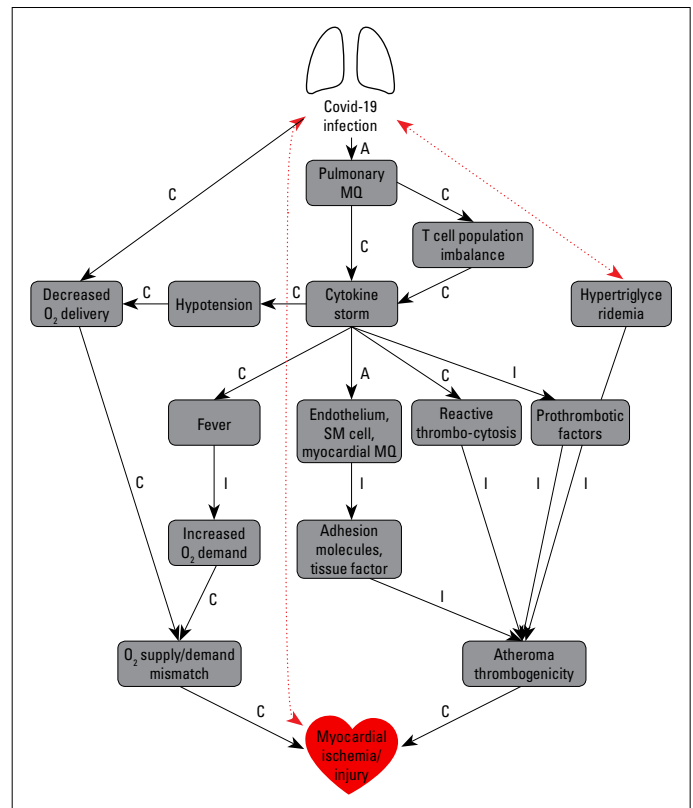 Covid-19
infection
A
Pulmonary
MQ
C
C
C
T cell population
imbalance
C
Decreased
O2 delivery
C
Hypotension
C
Cytokine
storm
Hypertriglyce
ridemia
C
A
C
I
Fever
Endothelium,
SM cell,
myocardial MQ
Reactive
thrombo-cytosis
Prothrombotic
factors
C
I
I
I
I
I
Increased
O2 demand
Adhesion
molecules,
tissue factor
C
I
O2 supply/demand
mismatch
Atheroma
thrombogenicity
C
C
Myocardial
ischemia/
injury